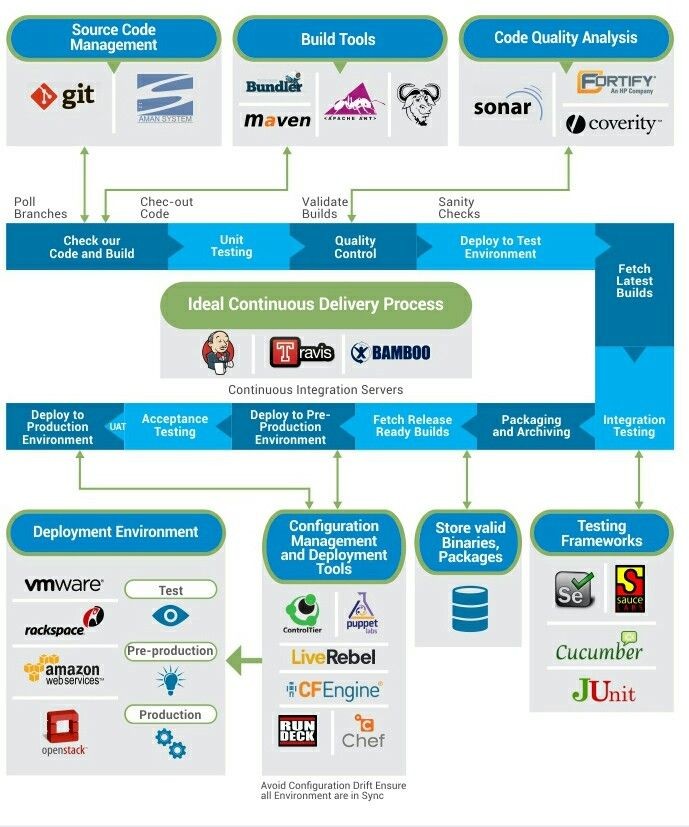 Source Code
Management
Build Tools
Code Quality Analysis
git
AMAN SYSTEM
Bundler
maven
<APACHE ANT>
sonar
FORTIFY
An HP Company
coverity™
Poll
Branches
Chec-out
Code
Validate
Builds
Sanity
Checks
Check our
Code and Build
Unit
Testing
Quality
Control
Deploy to Test
Environment
Fetch
Latest
Builds
Ideal Continuous Delivery Process
Travis
BAMBOO
Continuous Integration Servers
Deploy to
Production
Environment
UAT
Acceptance
Testing
Deploy to Pre-
Production
Environment
Fetch Release
Ready Builds
Packaging
and Archiving
Integration
Testing
Deployment Environment
vmware®
rackspace
amazon
webservices™
openstack™
Test
Pre-production
Production
Configuration
Management
and Deployment
Tools
ControlTier
puppet
labs
LiveRebel
CFEngine®
RUN
DECK
Chef
Avoid Configuration Drift Ensure
all Environment are in Sync
Store valid
Binaries,
Packages
Testing
Frameworks
Se
S
SAUCE
LABS
Cucumber
JUnit